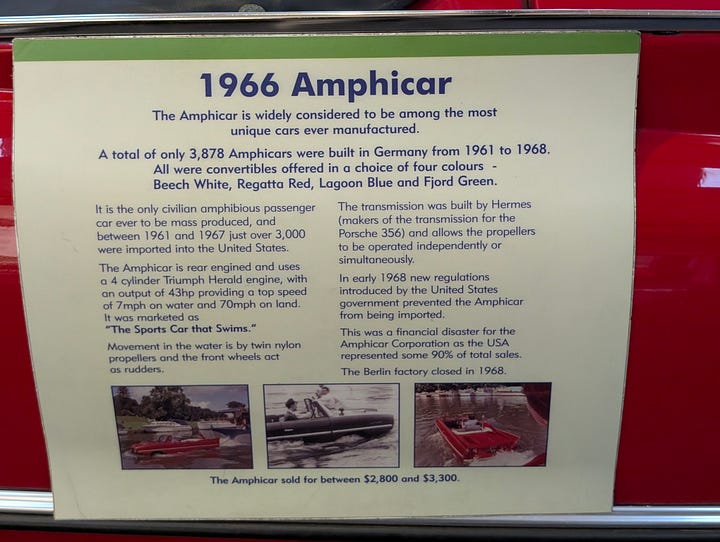 1966 Amphicar
The Amphicar is widely considered to be among the most
unique cars ever manufactured.
A total of only 3,878 Amphicars were built in Germany from 1961 to 1968.
All were convertibles offered in a choice of four colours -
Beech White, Regatta Red, Lagoon Blue and Fjord Green.
It is the only civilian amphibious passenger
car ever to be mass produced, and
between 1961 and 1967 just over 3,000
were imported into the United States.
The Amphicar is rear engined and uses
a 4 cylinder Triumph Herald engine, with
an output of 43hp providing a top speed
of 7mph on water and 70mph on land.
It was marketed as
"The Sports Car that Swims."
Movement in the water is by twin nylon
propellers and the front wheels act
as rudders.
The transmission was built by Hermes
(makers of the transmission for the
Porsche 356) and allows the propellers
to be operated independently or
simultaneously.
In early 1968 new regulations
introduced by the United States
government prevented the Amphicar
from being imported.
This was a financial disaster for the
Amphicar Corporation as the USA
represented some 90% of total sales.
The Berlin factory closed in 1968.
The Amphicar sold for between $2,800 and $3,300.